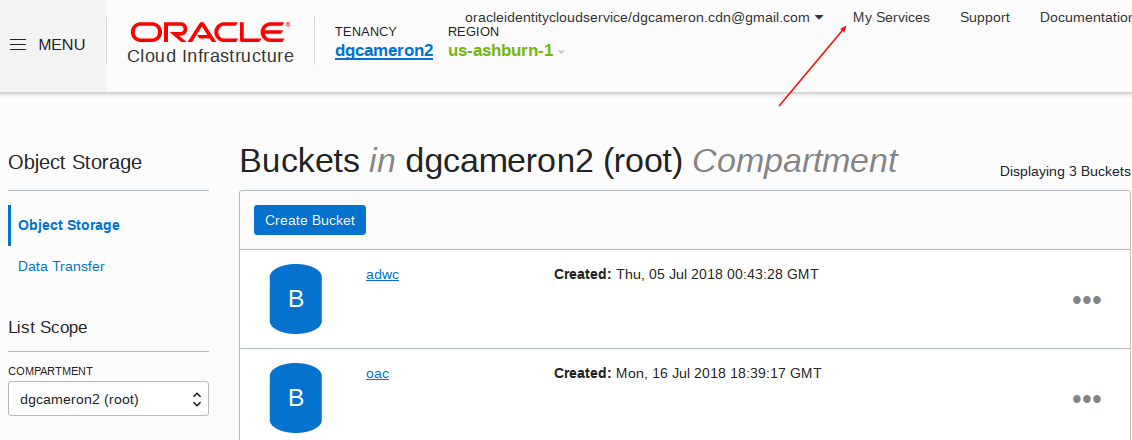 oracleidentitycloudservice/dgcameron.cdn@gmail.com My Services Support Documentation
MENU
ORACLE®
Cloud Infrastructure
TENANCY
dgcameron2
REGION
us-ashburn-1
Object Storage
Object Storage
Data Transfer
List Scope
COMPARTMENT
dgcameron2 (root)
Buckets in dgcameron2 (root) Compartment
Displaying 3 Buckets
Create Bucket
B adwc Created: Thu, 05 Jul 2018 00:43:28 GMT •••
B oac Created: Mon, 16 Jul 2018 18:39:17 GMT •••